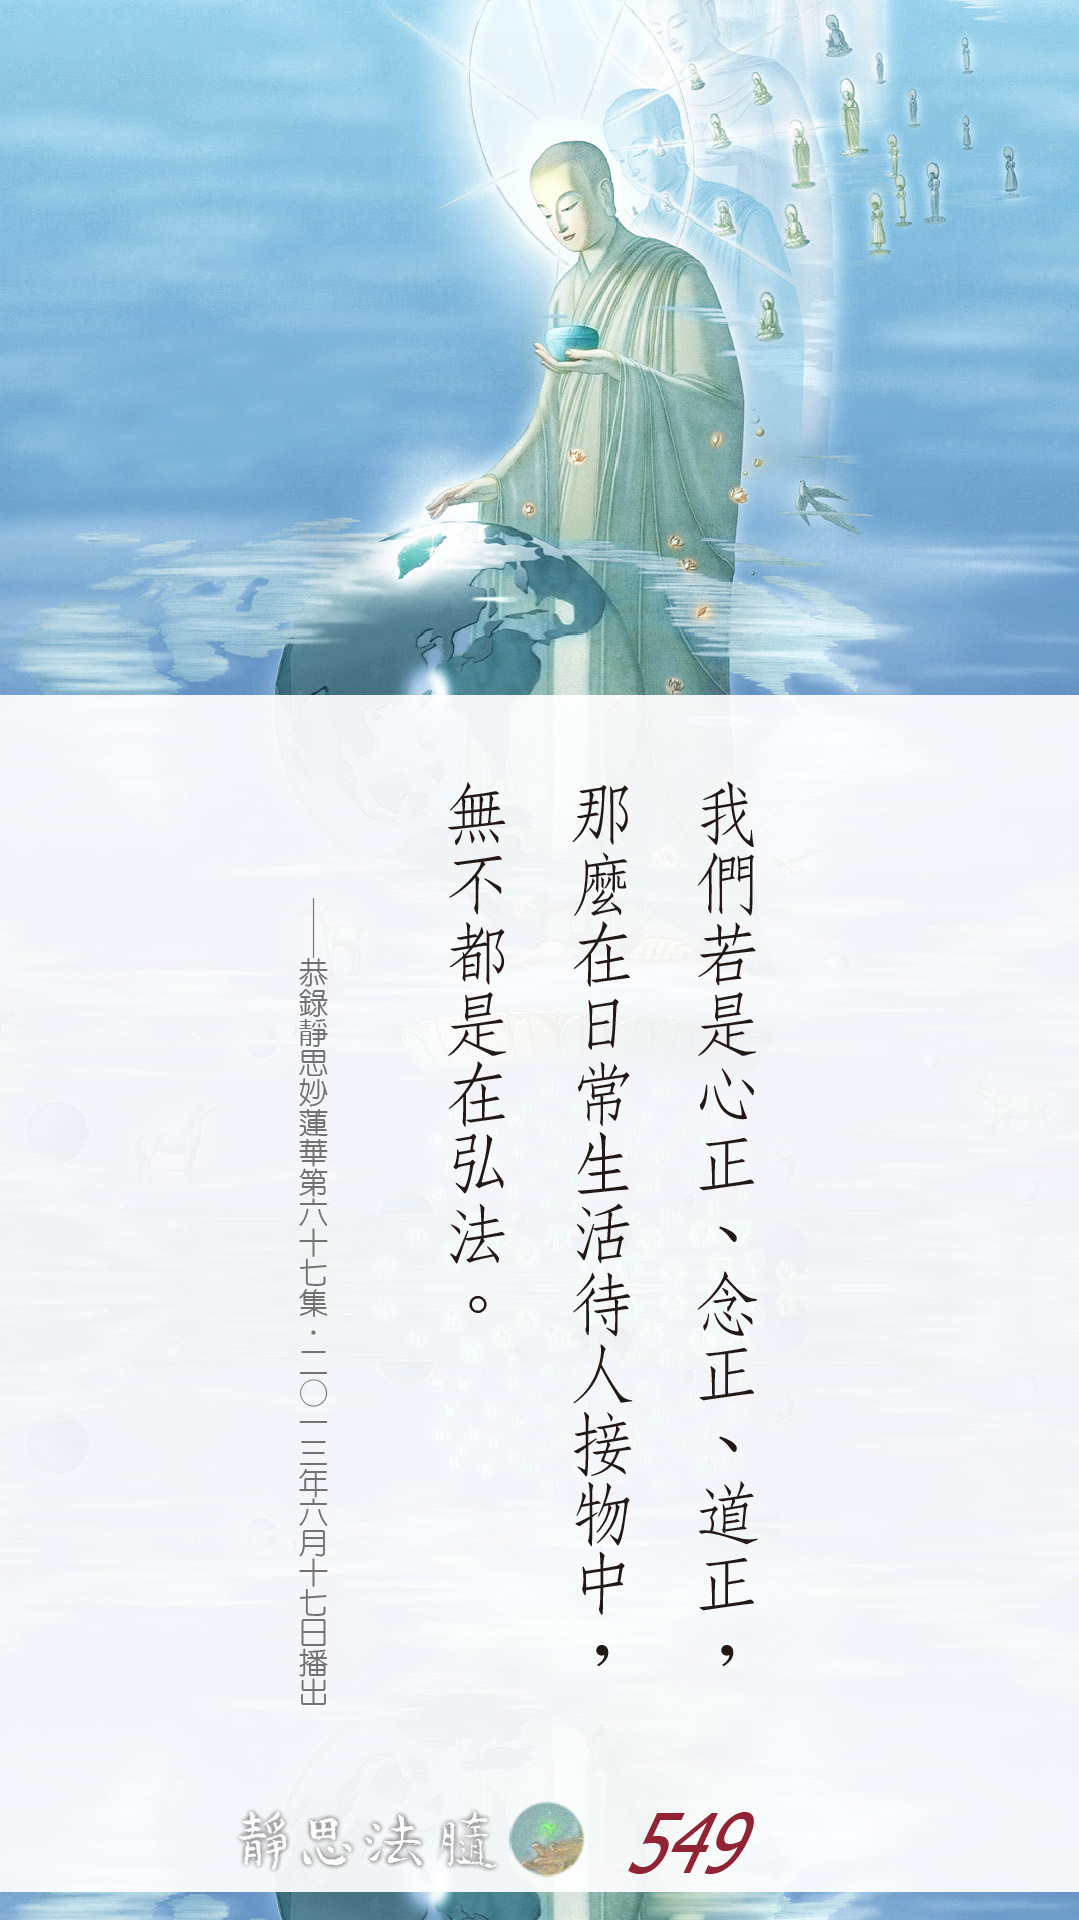 我們若是心正、念正、道正，
那麼在日常生活待人接物中，
無不都是在弘法。
——恭錄靜思妙蓮華第六十七集．二〇一三年六月十七日播出
靜思法髓
549